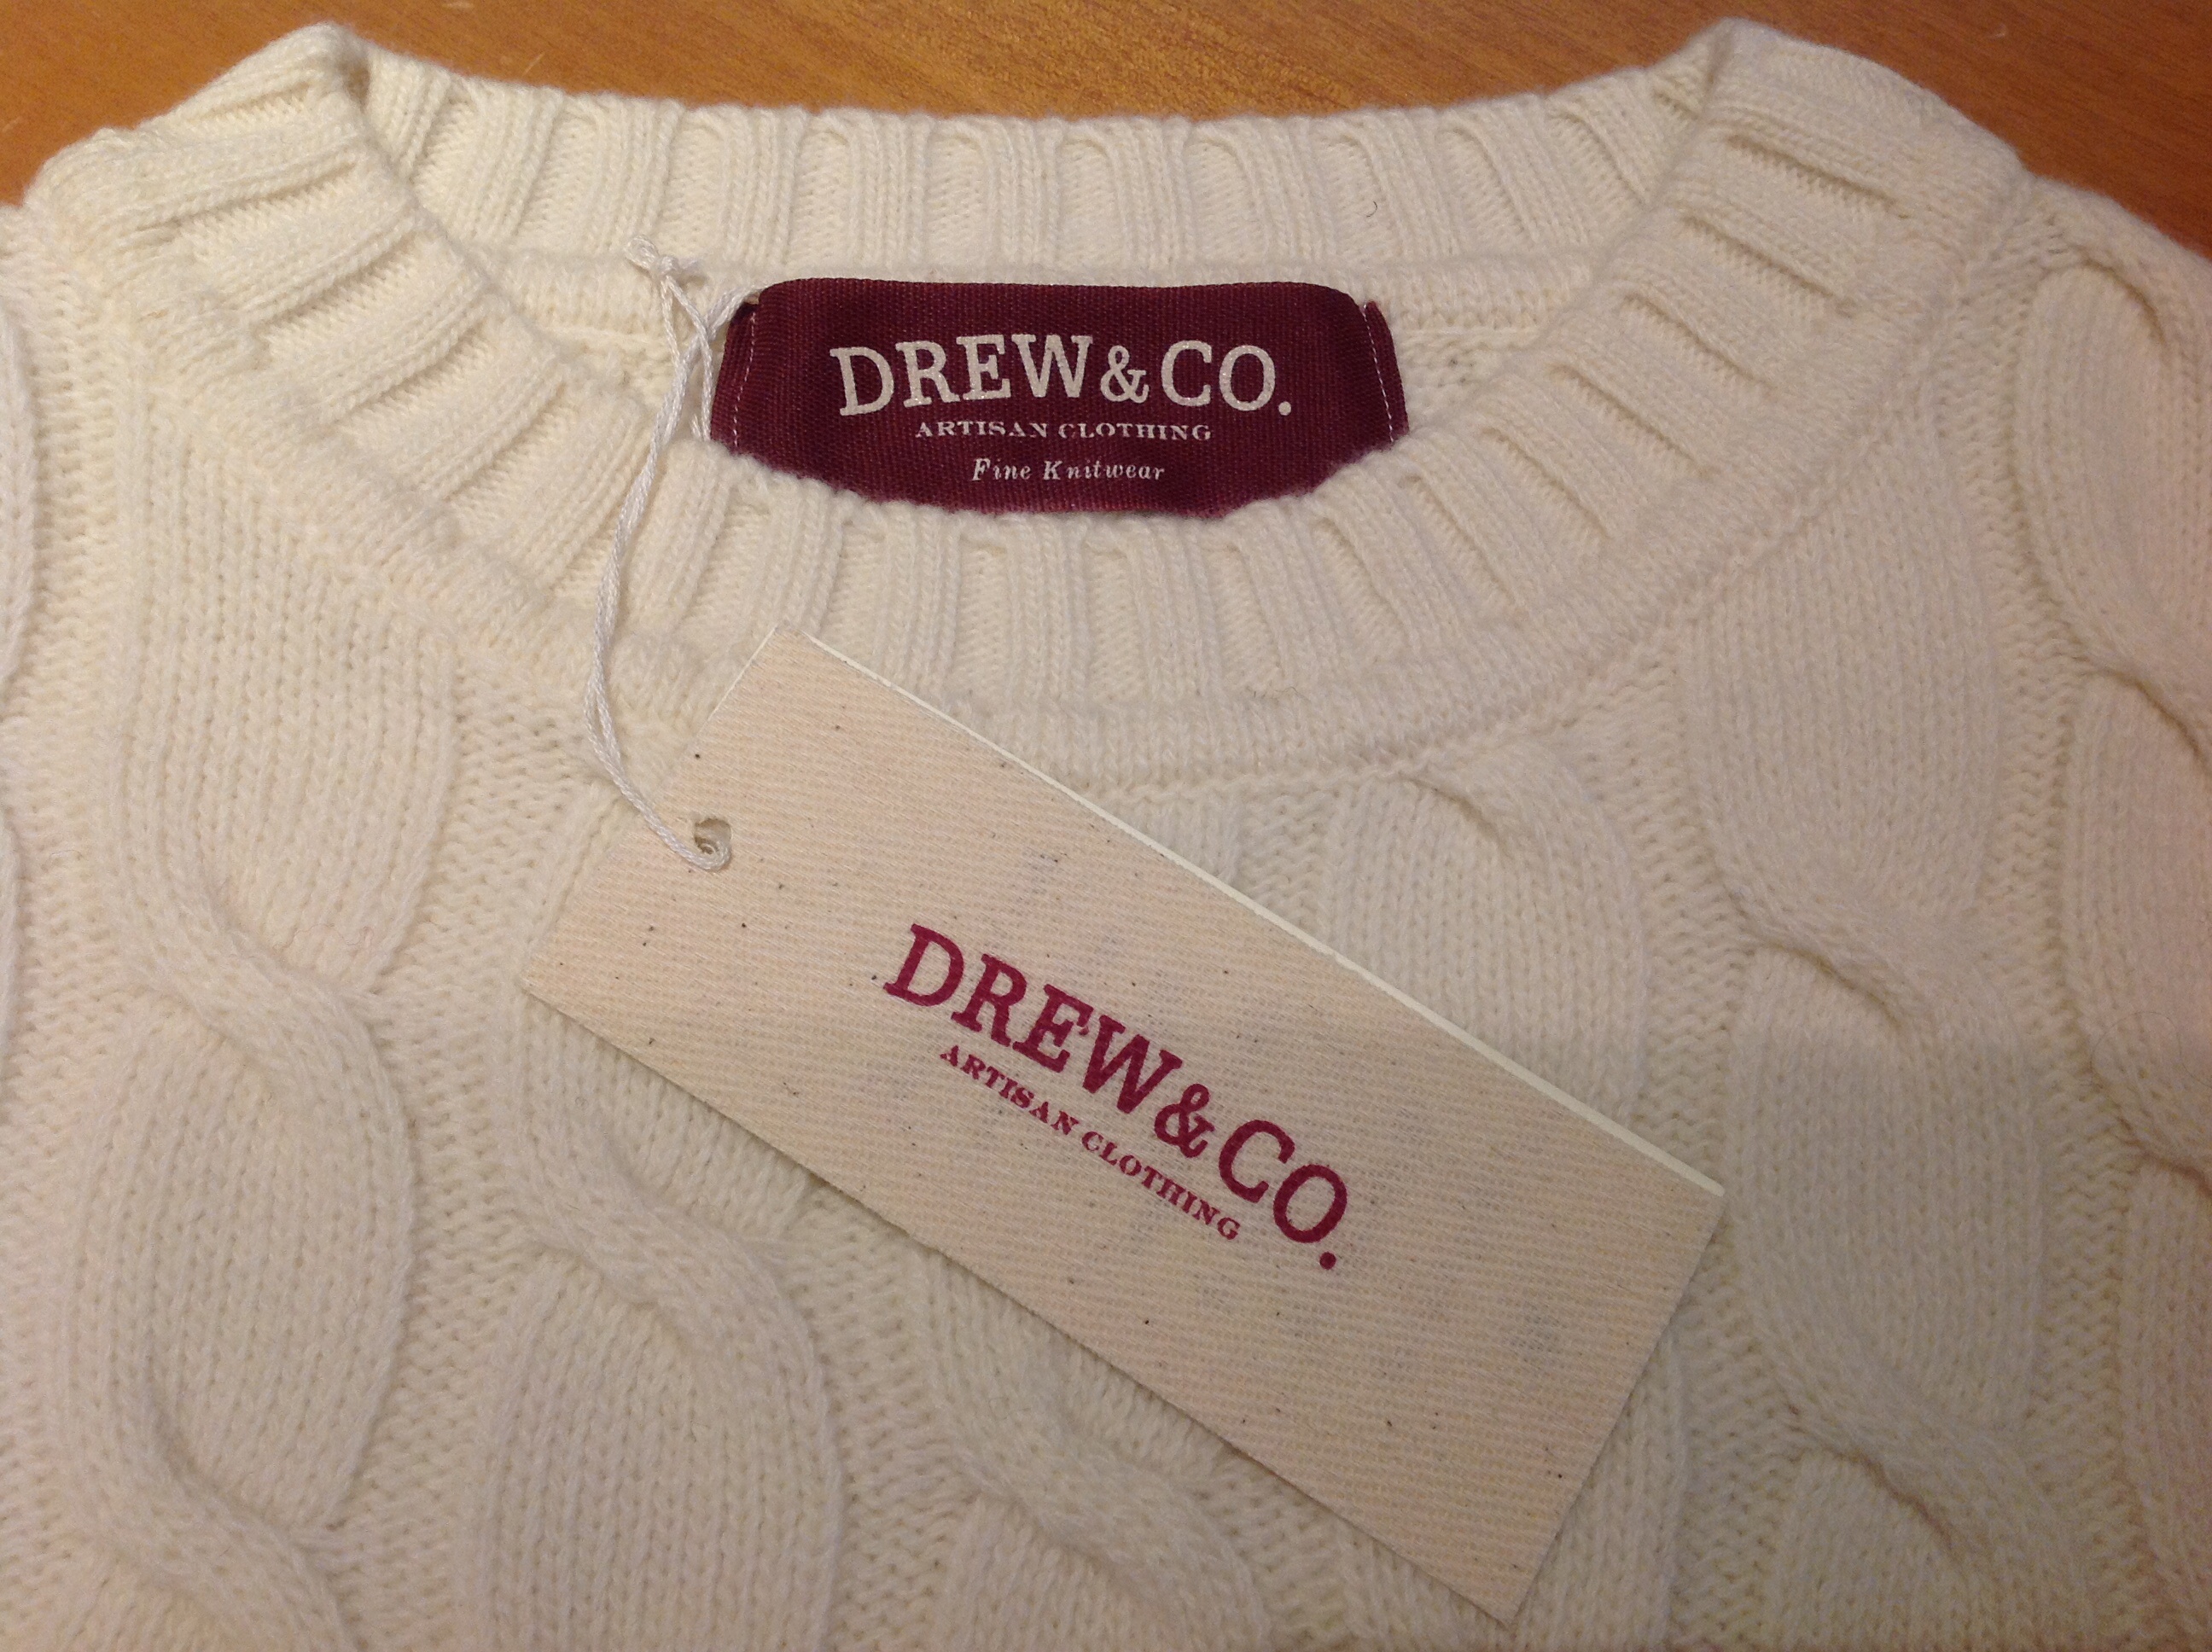 DREW & CO.
ARTISAN CLOTHING
Fine Knitwear
DREW & CO.
ARTISAN CLOTHING